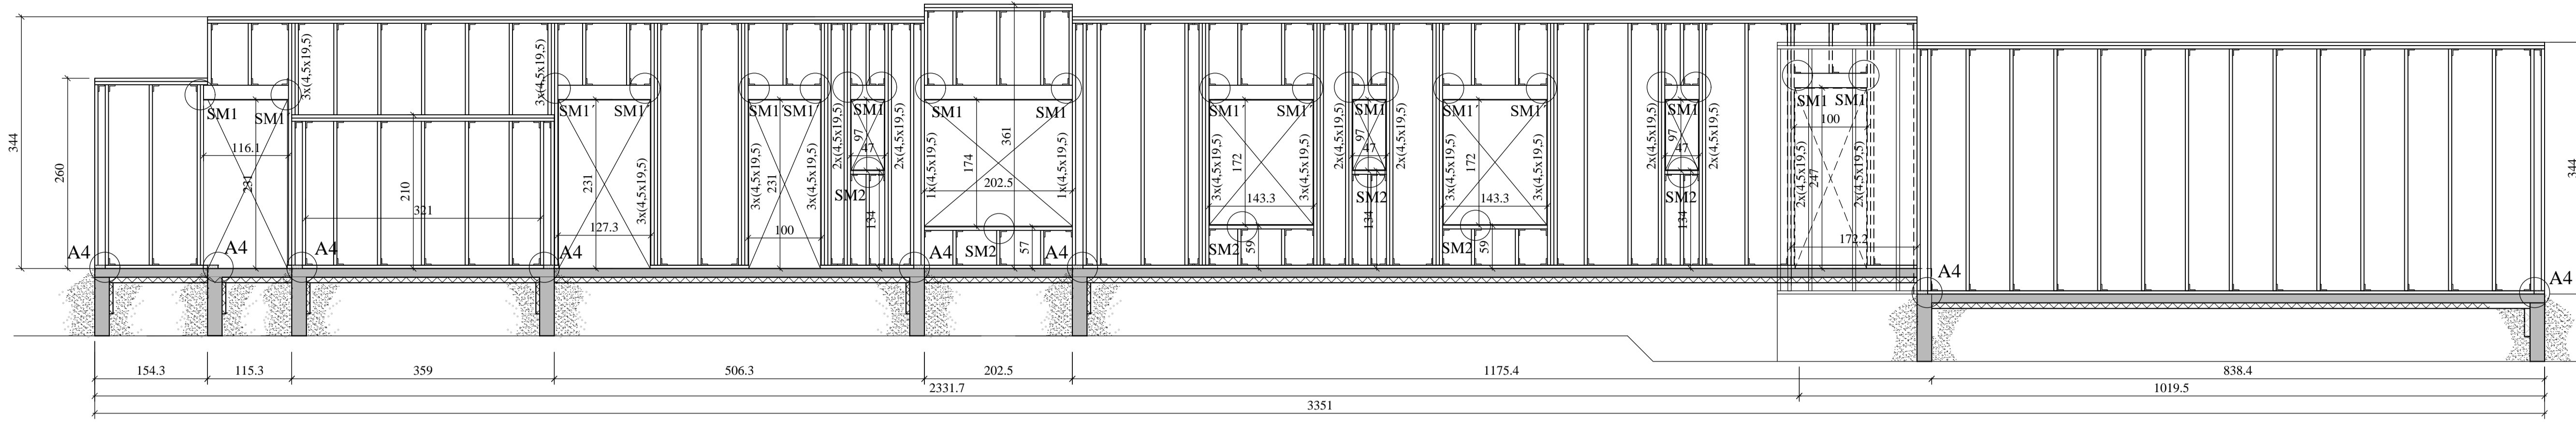 344
260
A4
SM1
SM1´
116.1
231
A4
3x(4,5x19,5)
321
210
A4
3x(4,5x19,5)
A4
SM1´
SM1´
231
127.3
3x(4,5x19,5)
SM1´
SM1´
3x(4,5x19,5)
231
3x(4,5x19,5)
100
2x(4,5x19,5)
SM1
97
47
2x(4,5x19,5)
SM2
134
A4
SM1
SM1
361
1x(4,5x19,5)
174
1x(4,5x19,5)
202.5
SM2
57
A4
SM1´
SM1´
3x(4,5x19,5)
172
3x(4,5x19,5)
143.3
SM2
59
2x(4,5x19,5)
SM1
97
47
2x(4,5x19,5)
SM2
134
SM1´
SM1´
3x(4,5x19,5)
172
3x(4,5x19,5)
143.3
SM2
59
2x(4,5x19,5)
SM1
97
47
2x(4,5x19,5)
SM2
134
SM1
SM1
100
2x(4,5x19,5)
247
2x(4,5x19,5)
172.2
A4
A4
344
154.3
115.3
359
506.3
202.5
1175.4
838.4
2331.7
1019.5
3351